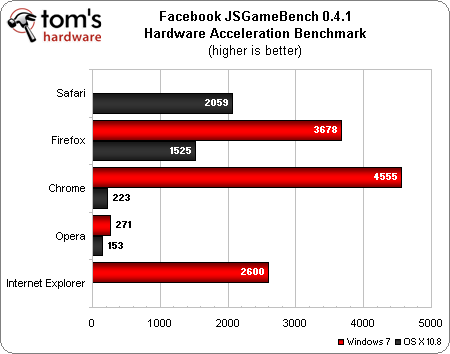 tom's
hardware
Facebook JSGameBench 0.4.1
Hardware Acceleration Benchmark
(higher is better)
Safari
2059
Firefox
3678
1525
Chrome
4555
223
Opera
271
153
Internet Explorer
2600
0 1000 2000 3000 4000 5000
Windows 7 OS X 10.8